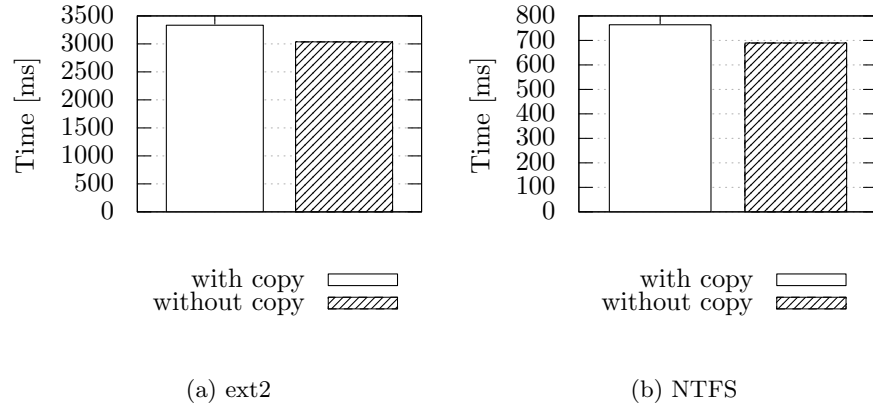 Time [ms]
3500
3000
2500
2000
1500
1000
500
0
with copy
without copy
(a) ext2
Time [ms]
800
700
600
500
400
300
200
100
0
with copy
without copy
(b) NTFS